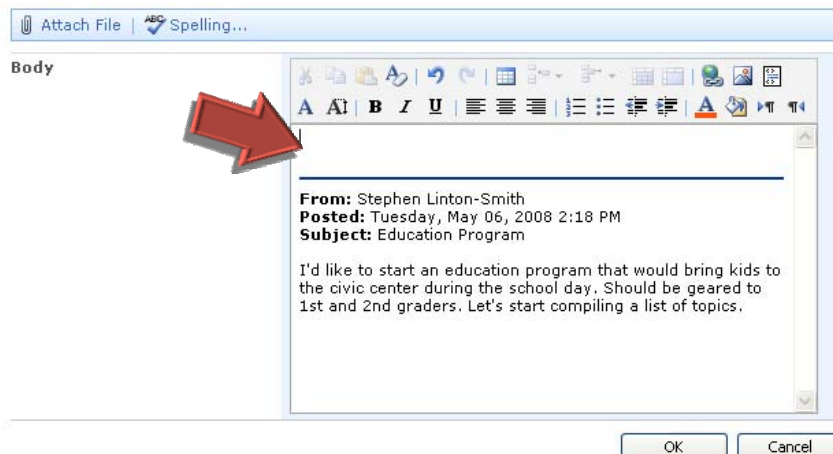 Attach File | Spelling...
Body
A B I U A
From: Stephen Linton-Smith
Posted: Tuesday, May 06, 2008 2:18 PM
Subject: Education Program
I'd like to start an education program that would bring kids to
the civic center during the school day. Should be geared to
1st and 2nd graders. Let's start compiling a list of topics.
OK Cancel